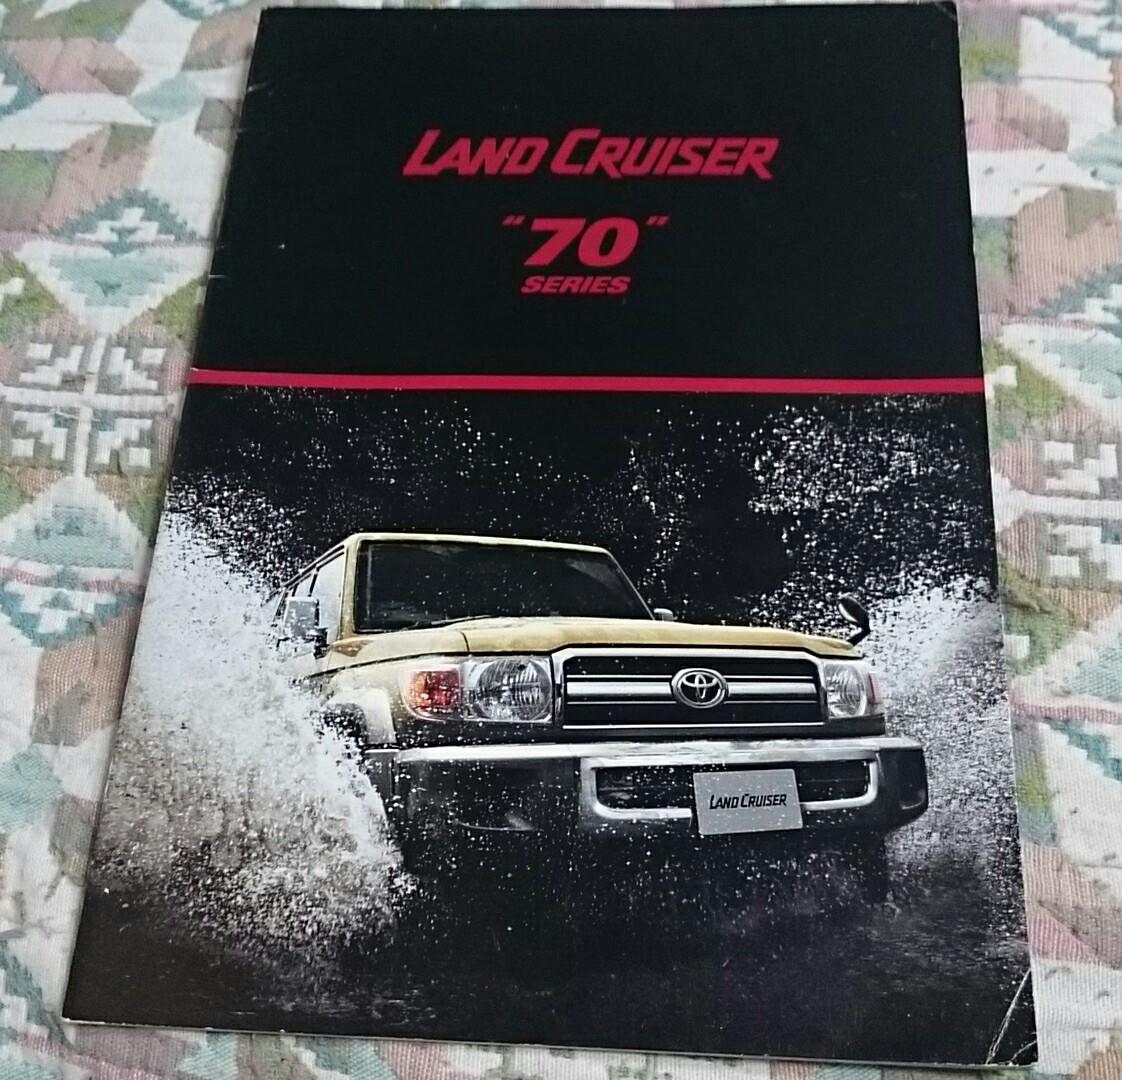 LAND CRUISER
"70"
SERIES
LAND CRUISER